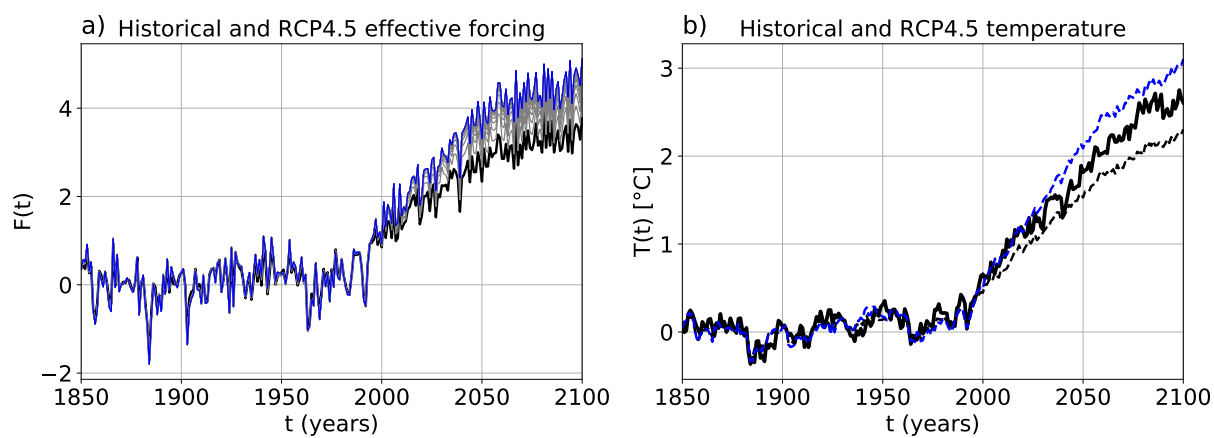 a) Historical and RCP4.5 effective forcing
F(t)
4
2
0
−2
1850 1900 1950 2000 2050 2100
t (years)
b) Historical and RCP4.5 temperature
T(t) [°C]
3
2
1
0
1850 1900 1950 2000 2050 2100
t (years)